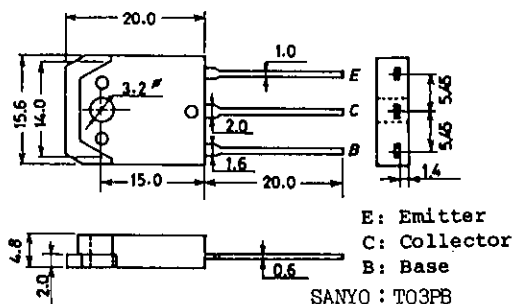 20.0
1.0
3.2ø
E
C
B
15.6
14.0
2.0
1.6
5.45
5.45
15.0
20.0
1.4
4.8
2.0
0.6
E: Emitter
C: Collector
B: Base
SANYO : TO3PB